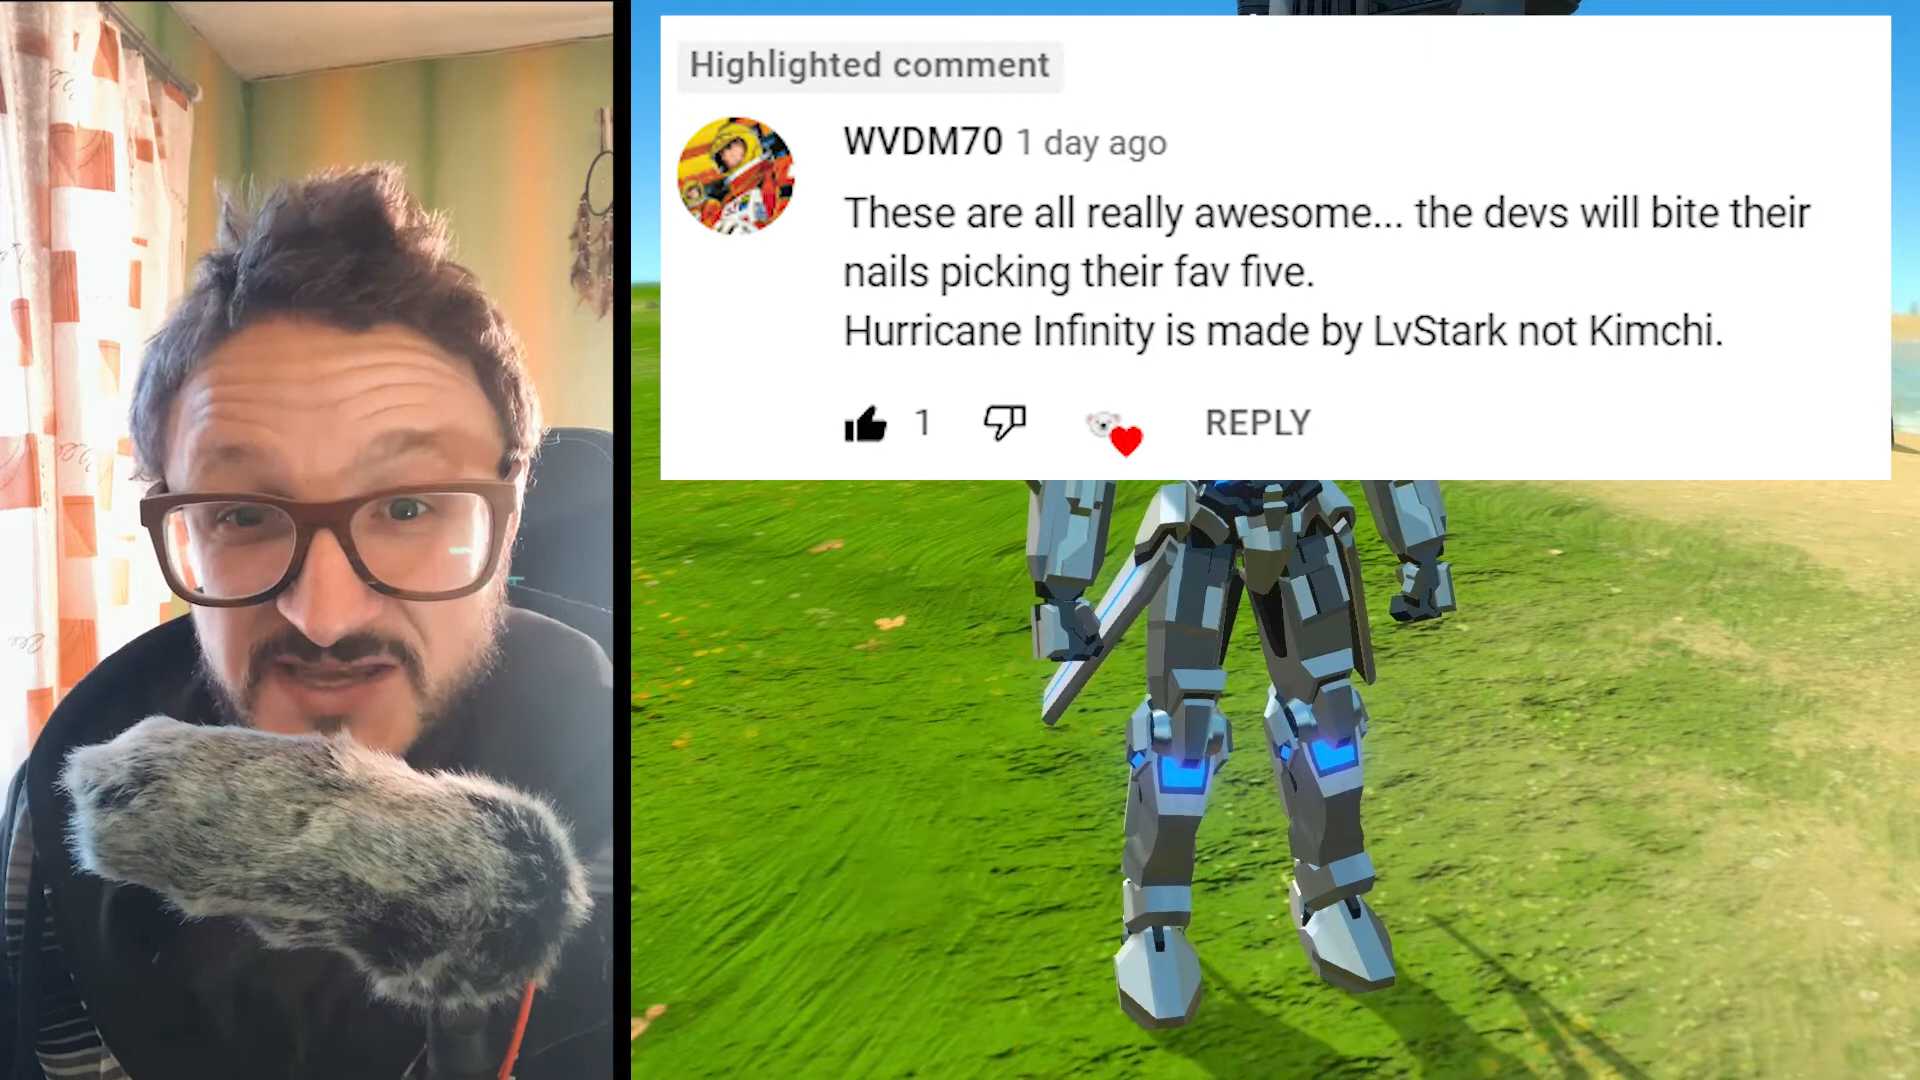 Highlighted comment
WVDM70 1 day ago
These are all really awesome... the devs will bite their
nails picking their fav five.
Hurricane Infinity is made by LvStark not Kimchi.
1
REPLY